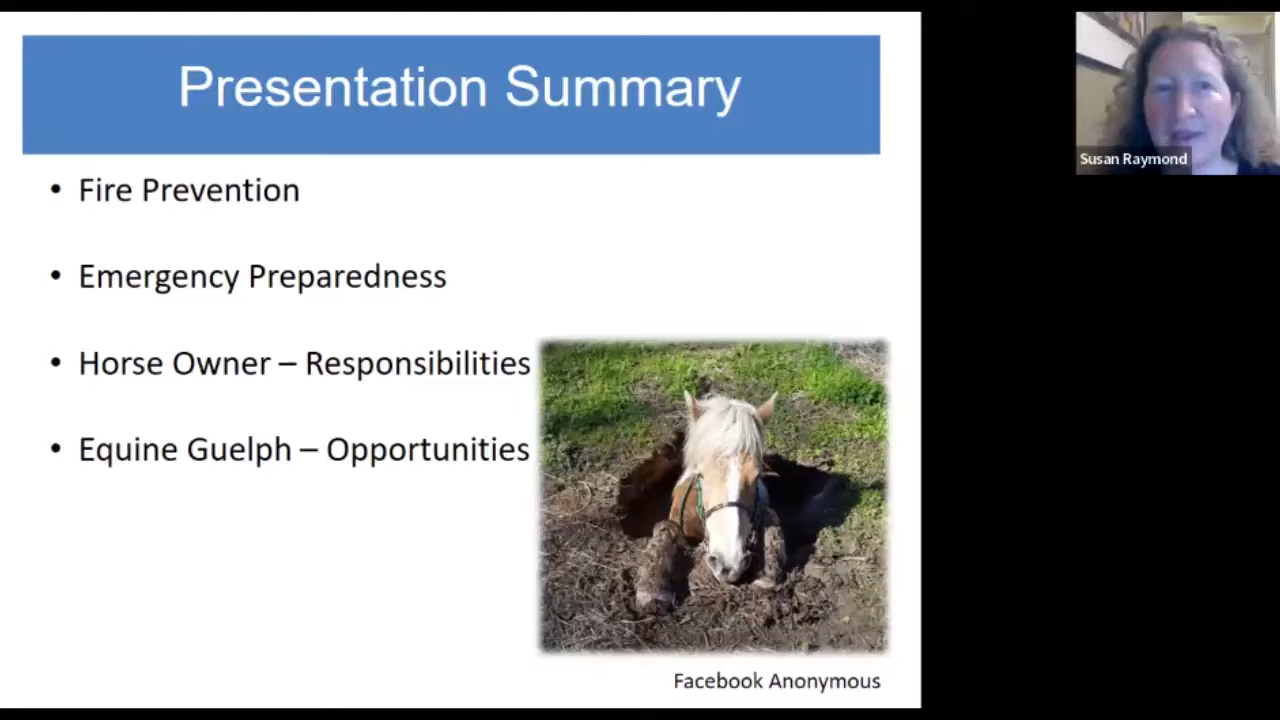 Presentation Summary
• Fire Prevention
• Emergency Preparedness
• Horse Owner – Responsibilities
• Equine Guelph – Opportunities
Facebook Anonymous
Susan Raymond